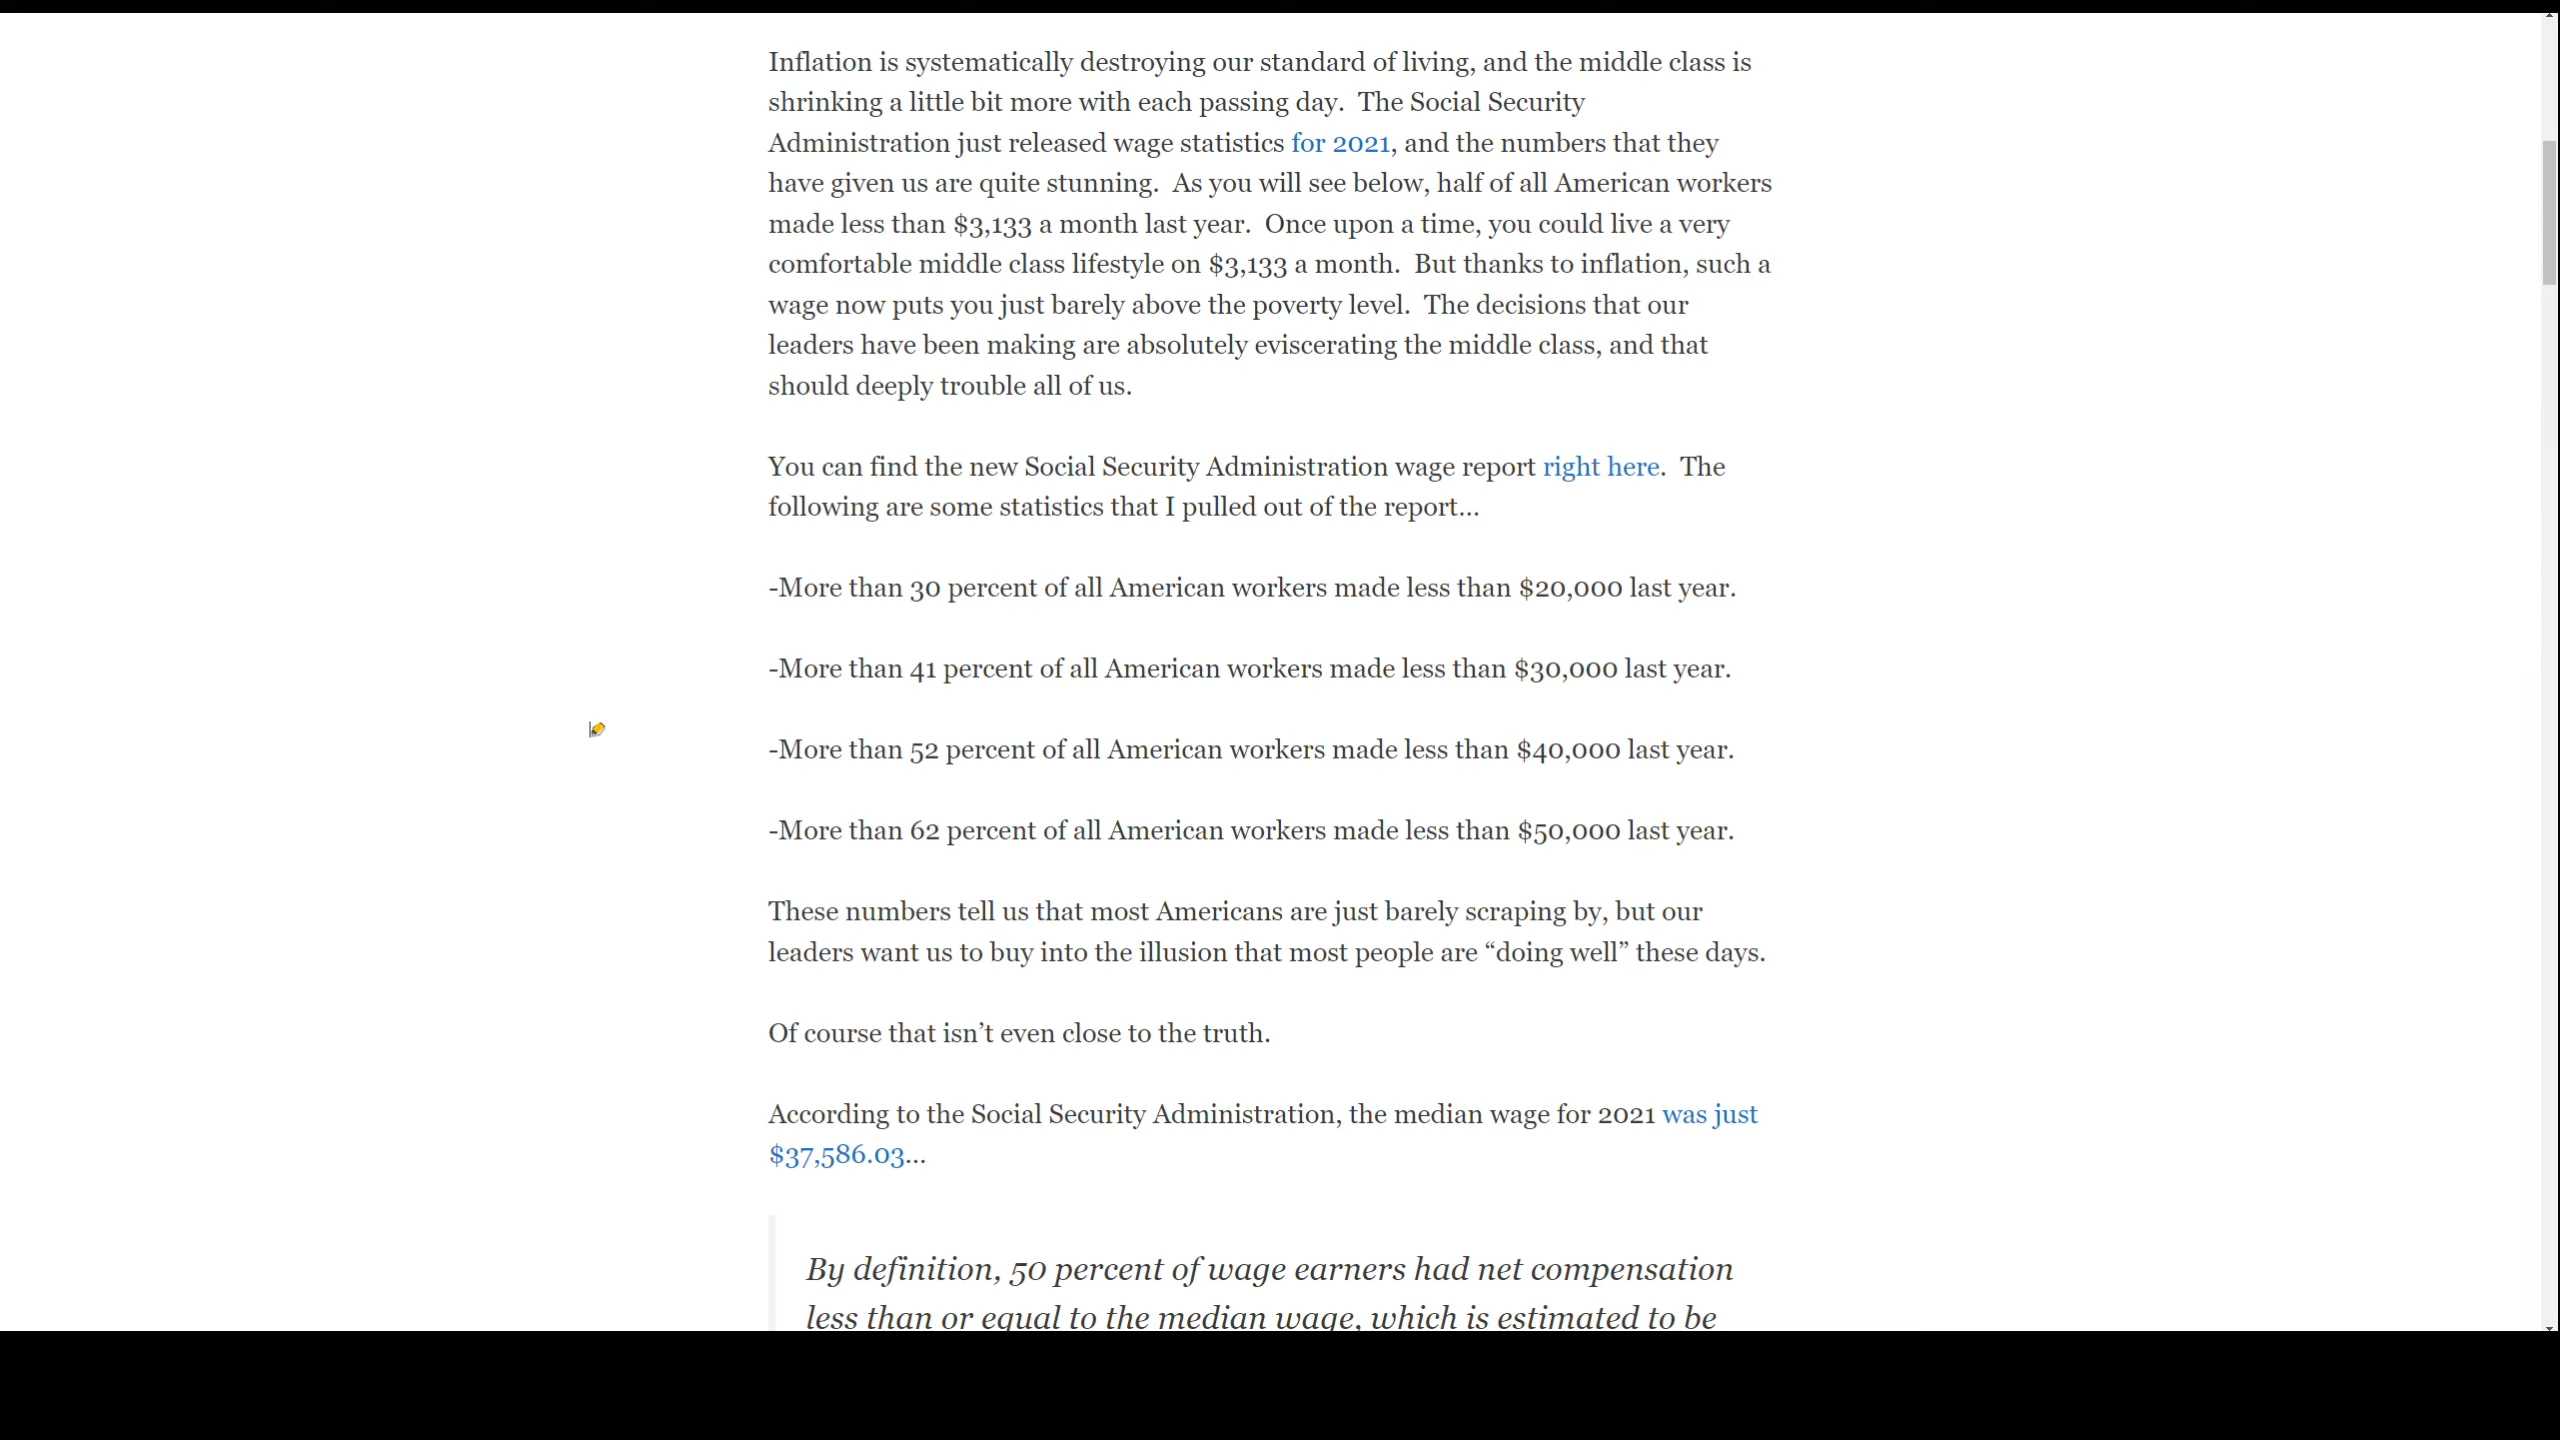 Inflation is systematically destroying our standard of living, and the middle class is
shrinking a little bit more with each passing day.  The Social Security
Administration just released wage statistics for 2021, and the numbers that they
have given us are quite stunning.  As you will see below, half of all American workers
made less than $3,133 a month last year.  Once upon a time, you could live a very
comfortable middle class lifestyle on $3,133 a month.  But thanks to inflation, such a
wage now puts you just barely above the poverty level.  The decisions that our
leaders have been making are absolutely eviscerating the middle class, and that
should deeply trouble all of us.
You can find the new Social Security Administration wage report right here.  The
following are some statistics that I pulled out of the report…
-More than 30 percent of all American workers made less than $20,000 last year.
-More than 41 percent of all American workers made less than $30,000 last year.
-More than 52 percent of all American workers made less than $40,000 last year.
-More than 62 percent of all American workers made less than $50,000 last year.
These numbers tell us that most Americans are just barely scraping by, but our
leaders want us to buy into the illusion that most people are “doing well” these days.
Of course that isn’t even close to the truth.
According to the Social Security Administration, the median wage for 2021 was just
$37,586.03…
By definition, 50 percent of wage earners had net compensation
less than or equal to the median wage, which is estimated to be